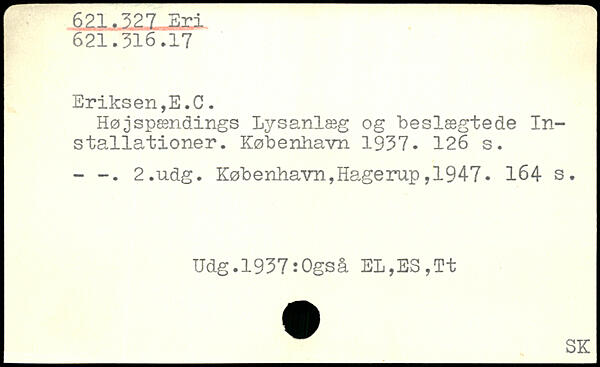 621.327 Eri
621.316.17
Eriksen,E.C.
Højspændings Lysanlæg og beslægtede In-
stallationer. København 1937. 126 s.
- -. 2.udg. København,Hagerup,1947. 164 s.
Udg.1937:Også EL,ES,Tt
SK